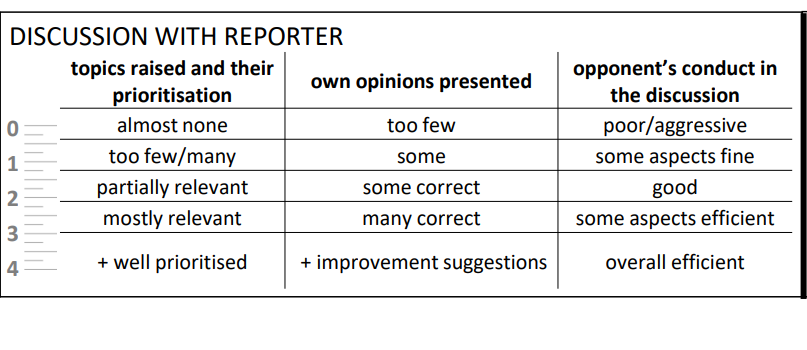 DISCUSSION WITH REPORTER
topics raised and their prioritisation | own opinions presented | opponent's conduct in the discussion
0 almost none | too few | poor/aggressive
1 too few/many | some | some aspects fine
2 partially relevant | some correct | good
3 mostly relevant | many correct | some aspects efficient
4 + well prioritised | + improvement suggestions | overall efficient